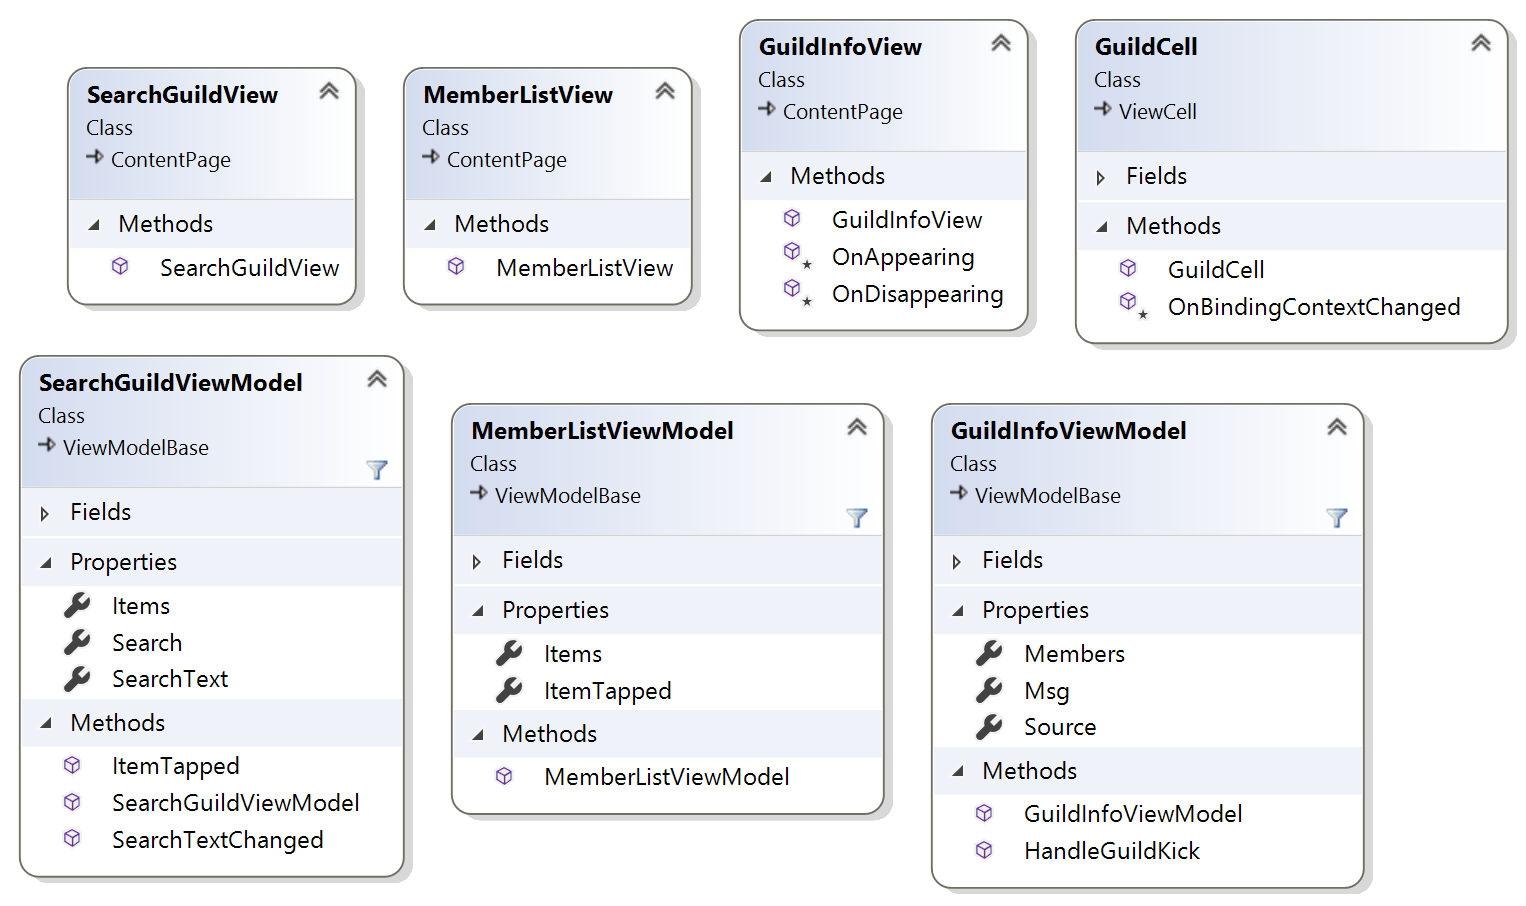 SearchGuildView
Class
ContentPage
Methods
SearchGuildView
MemberListView
Class
ContentPage
Methods
MemberListView
GuildInfoView
Class
ContentPage
Methods
GuildInfoView
OnAppearing
OnDisappearing
GuildCell
Class
ViewCell
Fields
Methods
GuildCell
OnBindingContextChanged
SearchGuildViewModel
Class
ViewModelBase
Fields
Properties
Items
Search
SearchText
Methods
ItemTapped
SearchGuildViewModel
SearchTextChanged
MemberListViewModel
Class
ViewModelBase
Fields
Properties
Items
ItemTapped
Methods
MemberListViewModel
GuildInfoViewModel
Class
ViewModelBase
Fields
Properties
Members
Msg
Source
Methods
GuildInfoViewModel
HandleGuildKick